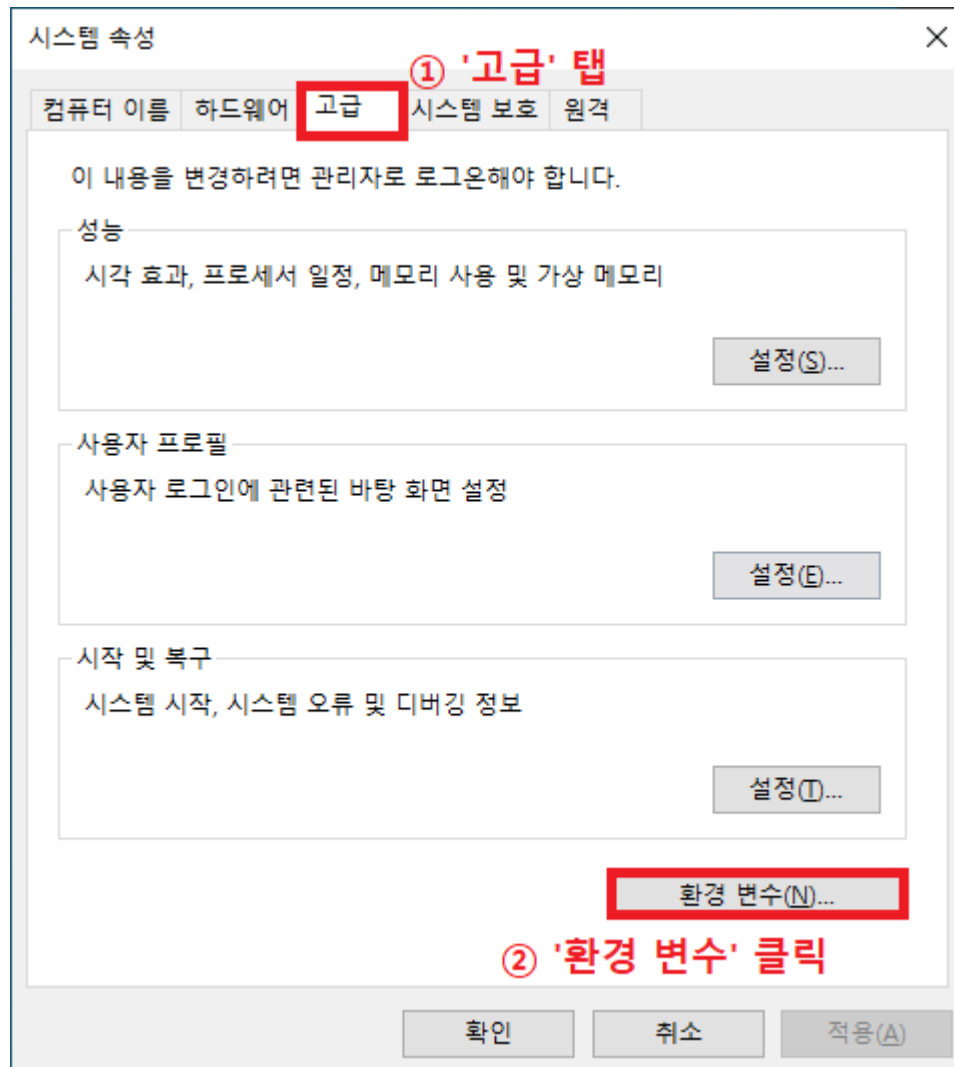 시스템 속성
① '고급' 탭
컴퓨터 이름 하드웨어 고급 시스템 보호 원격
이 내용을 변경하려면 관리자로 로그온해야 합니다.
성능
시각 효과, 프로세서 일정, 메모리 사용 및 가상 메모리
설정(S)...
사용자 프로필
사용자 로그인에 관련된 바탕 화면 설정
설정(E)...
시작 및 복구
시스템 시작, 시스템 오류 및 디버깅 정보
설정(T)...
환경 변수(N)...
② '환경 변수' 클릭
확인 취소 적용(A)